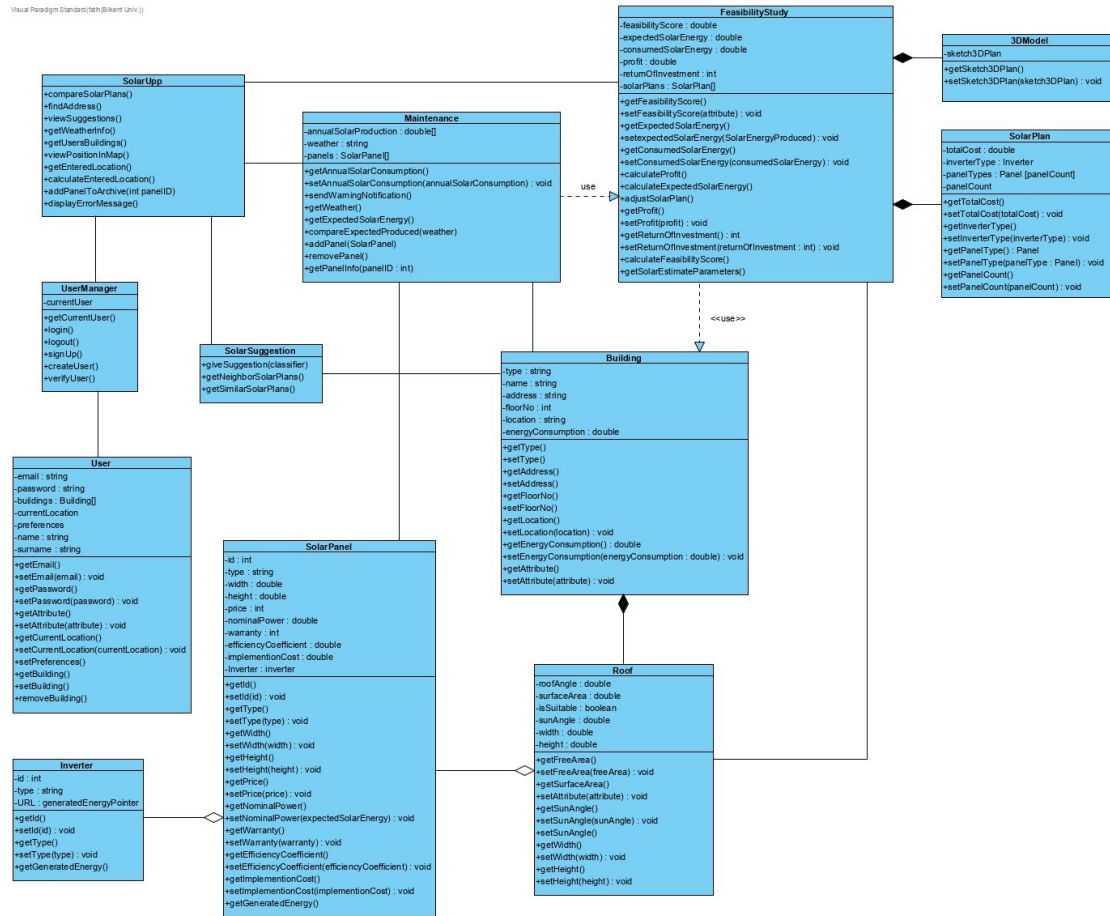 Visual Paradigm Standard(fatih(Bilkent Univ.))
FeasibilityStudy
-feasibilityScore : double
-expectedSolarEnergy : double
-consumedSolarEnergy : double
-profit : double
-returnOfInvestment : int
-solarPlans : SolarPlan[]
+getFeasibilityScore()
+setFeasibilityScore(attribute) : void
+getExpectedSolarEnergy()
+setexpectedSolarEnergy(SolarEnergyProduced) : void
+getConsumedSolarEnergy()
+setConsumedSolarEnergy(consumedSolarEnergy) : void
+calculateProfit()
+calculateExpectedSolarEnergy()
+adjustSolarPlan()
+getProfit()
+setProfit(profit) : void
+getReturnOfInvestment() : int
+setReturnOfInvestment(returnOfInvestment : int) : void
+calculateFeasibilityScore()
+getSolarEstimateParameters()
3DModel
-sketch3DPlan
+getSketch3DPlan()
+setSketch3DPlan(sketch3DPlan) : void
SolarUpp
+compareSolarPlans()
+findAddress()
+viewSuggestions()
+getWeatherInfo()
+getUsersBuildings()
+viewPositionInMap()
+getEnteredLocation()
+calculateEnteredLocation()
+addPanelToArchive(int panelID)
+displayErrorMessage()
Maintenance
-annualSolarProduction : double[]
-weather : string
-panels : SolarPanel[]
+getAnnualSolarConsumption()
+setAnnualSolarConsumption(annualSolarConsumption) : void
+sendWarningNotification()
+getWeather()
+getExpectedSolarEnergy()
+compareExpectedProduced(weather)
+addPanel(SolarPanel)
+removePanel()
+getPanelInfo(panelID : int)
use
SolarPlan
-totalCost : double
-inverterType : Inverter
-panelTypes : Panel [panelCount]
-panelCount
+getTotalCost()
+setTotalCost(totalCost) : void
+getInverterType()
+setInverterType(inverterType) : void
+getPanelType() : Panel
+setPanelType(panelType : Panel) : void
+getPanelCount()
+setPanelCount(panelCount) : void
UserManager
-currentUser
+getCurrentUser()
+login()
+logout()
+signUp()
+createUser()
+verifyUser()
<<use>>
SolarSuggestion
+giveSuggestion(classifier)
+getNeighborSolarPlans()
+getSimilarSolarPlans()
Building
-type : string
-name : string
-address : string
-floorNo : int
-location : string
-energyConsumption : double
+getType()
+setType()
+getAddress()
+setAddress()
+getFloorNo()
+setFloorNo()
+getLocation()
+setLocation(location) : void
+getEnergyConsumption() : double
+setEnergyConsumption(energyConsumption : double) : void
+getAttribute()
+setAttribute(attribute) : void
User
-email : string
-password : string
-buildings : Building[]
-currentLocation
-preferences
-name : string
-surname : string
+getEmail()
+setEmail(email) : void
+getPassword()
+setPassword(password) : void
+getAttribute()
+setAttribute(attribute) : void
+getCurrentLocation()
+setCurrentLocation(currentLocation) : void
+setPreferences()
+getBuilding()
+setBuilding()
+removeBuilding()
SolarPanel
-id : int
-type : string
-width : double
-height : double
-price : int
-nominalPower : double
-warranty : int
-efficiencyCoefficient : double
-implementionCost : double
-Inverter : inverter
+getId()
+setId(id) : void
+getType()
+setType(type) : void
+getWidth()
+setWidth(width) : void
+getHeight()
+setHeight(height) : void
+getPrice()
+setPrice(price) : void
+getNominalPower()
+setNominalPower(expectedSolarEnergy) : void
+getWarranty()
+setWarranty(warranty) : void
+getEfficiencyCoefficient()
+setEfficiencyCoefficient(efficiencyCoefficient) : void
+getImplementionCost()
+setImplementionCost(implementionCost) : void
+getGeneratedEnergy()
Roof
-roofAngle : double
-surfaceArea : double
-isSuitable : boolean
-sunAngle : double
-width : double
-height : double
+getFreeArea()
+setFreeArea(freeArea) : void
+getSurfaceArea()
+setAttribute(attribute) : void
+getSunAngle()
+setSunAngle(sunAngle) : void
+setSunAngle()
+getWidth()
+setWidth(width) : void
+getHeight()
+setHeight(height) : void
Inverter
-id : int
-type : string
-URL : generatedEnergyPointer
+getId()
+setId(id) : void
+getType()
+setType(type) : void
+getGeneratedEnergy()